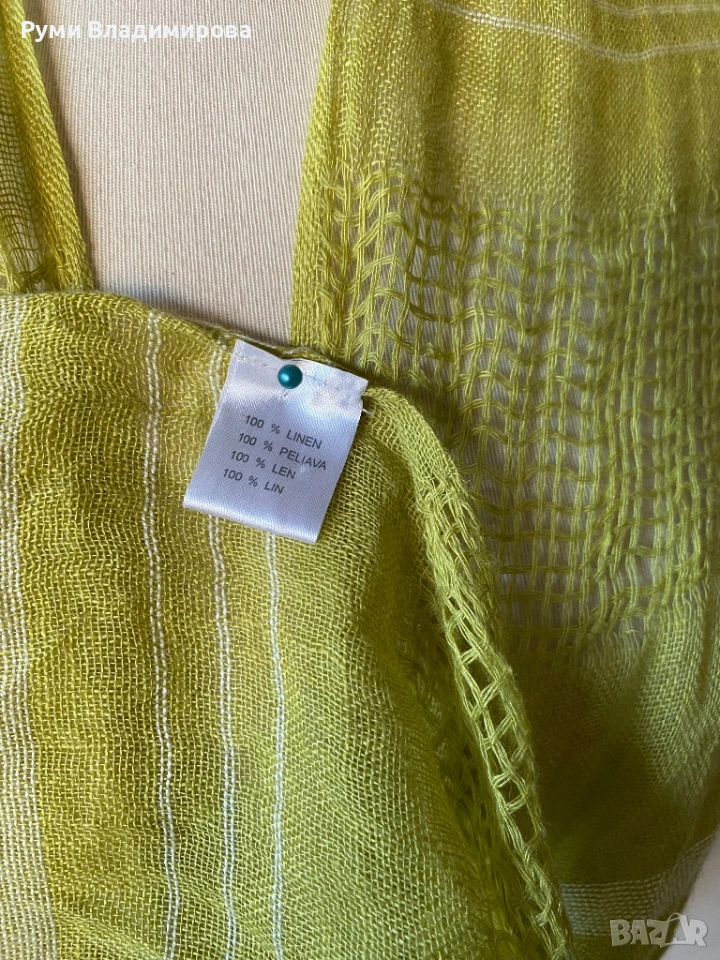 Руми Владимирова
100 % LINEN
100 % PELIAVA
100 % LEN
100 % LIN
BAZAR